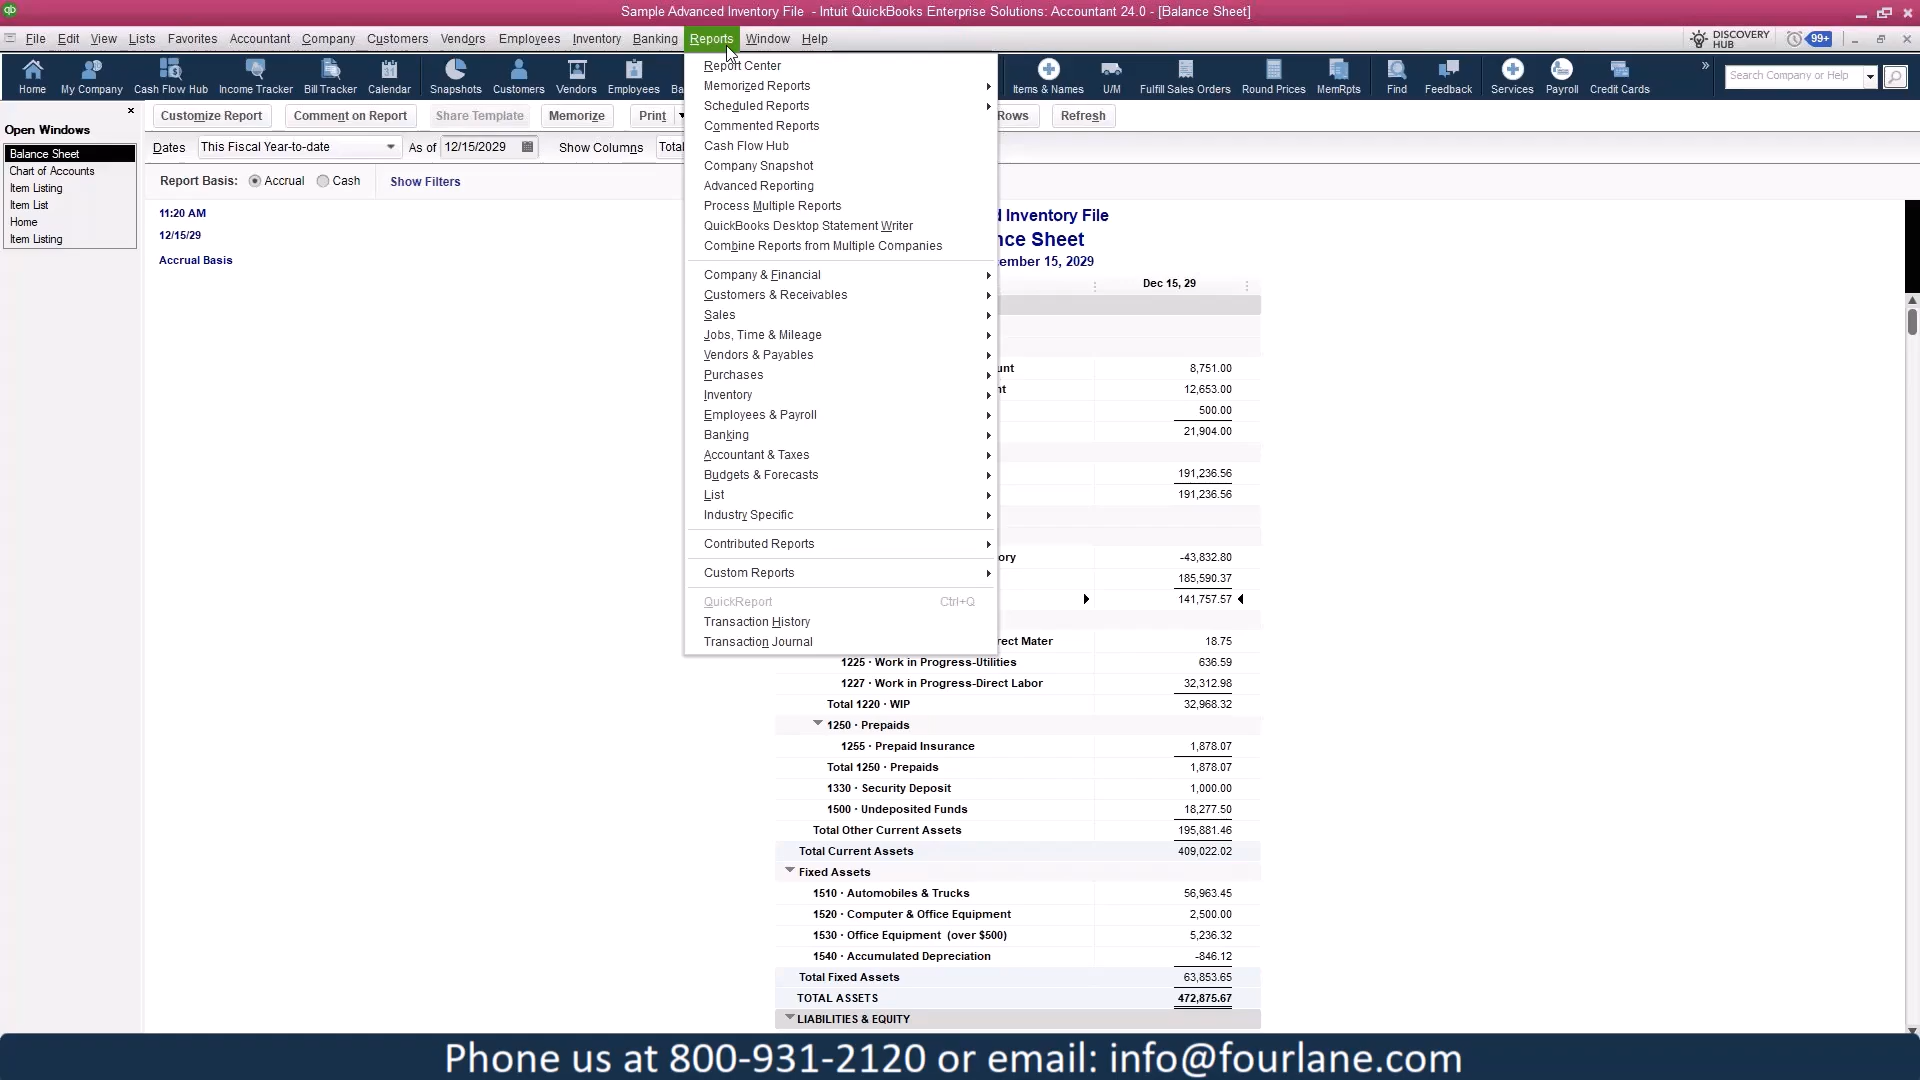 Sample Advanced Inventory File - Intuit QuickBooks Enterprise Solutions: Accountant 24.0 - [Balance Sheet]
File Edit View Lists Favorites Accountant Company Customers Vendors Employees Inventory Banking Reports Window Help
DISCOVERY HUB 99+
Home My Company Cash Flow Hub Income Tracker Bill Tracker Calendar Snapshots Customers Vendors Employees Ba Items & Names U/M Fulfill Sales Orders Round Prices MemRpts Find Feedback Services Payroll Credit Cards
Search Company or Help
Open Windows
Balance Sheet
Chart of Accounts
Item Listing
Item List
Home
Item Listing
Customize Report Comment on Report Share Template Memorize Print Rows Refresh
Dates This Fiscal Year-to-date As of 12/15/2029 Show Columns Total
Report Basis: Accrual Cash Show Filters
11:20 AM
12/15/29
Accrual Basis
Report Center
Memorized Reports
Scheduled Reports
Commented Reports
Cash Flow Hub
Company Snapshot
Advanced Reporting
Process Multiple Reports
QuickBooks Desktop Statement Writer
Combine Reports from Multiple Companies
Company & Financial
Customers & Receivables
Sales
Jobs, Time & Mileage
Vendors & Payables
Purchases
Inventory
Employees & Payroll
Banking
Accountant & Taxes
Budgets & Forecasts
List
Industry Specific
Contributed Reports
Custom Reports
QuickReport Ctrl+Q
Transaction History
Transaction Journal
d Inventory File
nce Sheet
ember 15, 2029
Dec 15, 29
unt 8,751.00
nt 12,653.00
500.00
21,904.00
191,236.56
191,236.56
ory -43,832.80
185,590.37
141,757.57
rect Mater 18.75
1225 · Work in Progress-Utilities 636.59
1227 · Work in Progress-Direct Labor 32,312.98
Total 1220 · WIP 32,968.32
1250 · Prepaids
1255 · Prepaid Insurance 1,878.07
Total 1250 · Prepaids 1,878.07
1330 · Security Deposit 1,000.00
1500 · Undeposited Funds 18,277.50
Total Other Current Assets 195,881.46
Total Current Assets 409,022.02
Fixed Assets
1510 · Automobiles & Trucks 56,963.45
1520 · Computer & Office Equipment 2,500.00
1530 · Office Equipment (over $500) 5,236.32
1540 · Accumulated Depreciation -846.12
Total Fixed Assets 63,853.65
TOTAL ASSETS 472,875.67
LIABILITIES & EQUITY
Phone us at 800-931-2120 or email: info@fourlane.com